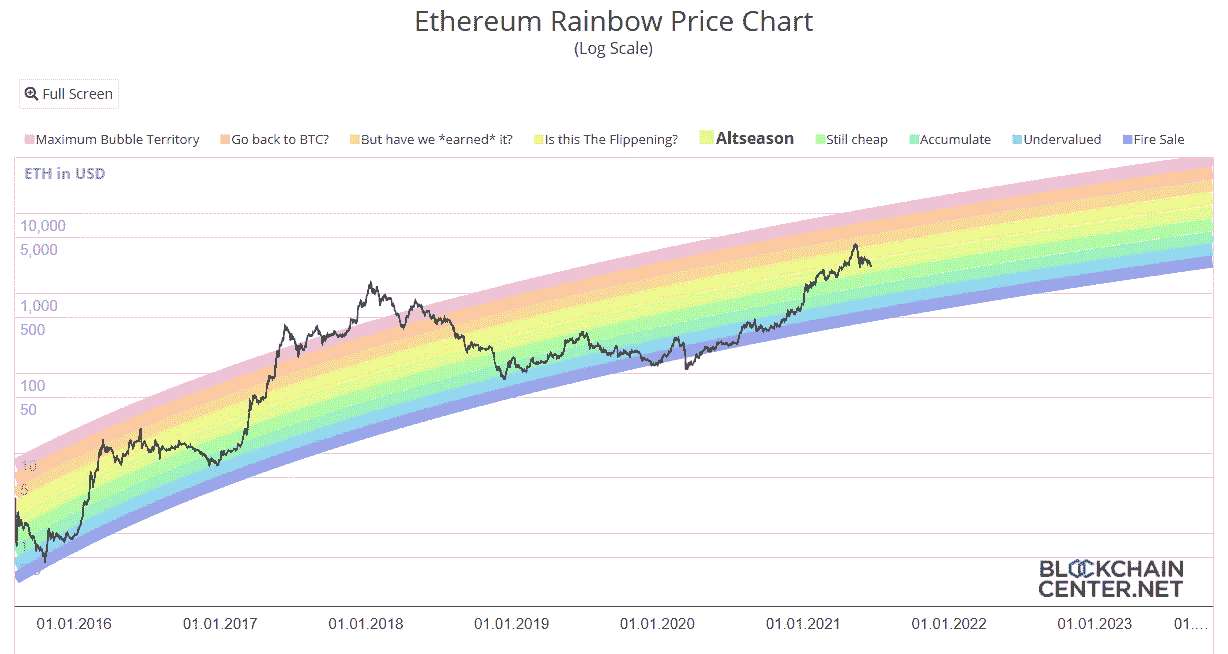 Ethereum Rainbow Price Chart
(Log Scale)
Full Screen
Maximum Bubble Territory Go back to BTC? But have we *earned* it? Is this The Flippening? Altseason Still cheap Accumulate Undervalued Fire Sale
ETH in USD
10,000
5,000
1,000
500
100
50
10
5
1
BLOCKCHAIN
CENTER.NET
01.01.2016 01.01.2017 01.01.2018 01.01.2019 01.01.2020 01.01.2021 01.01.2022 01.01.2023 01....